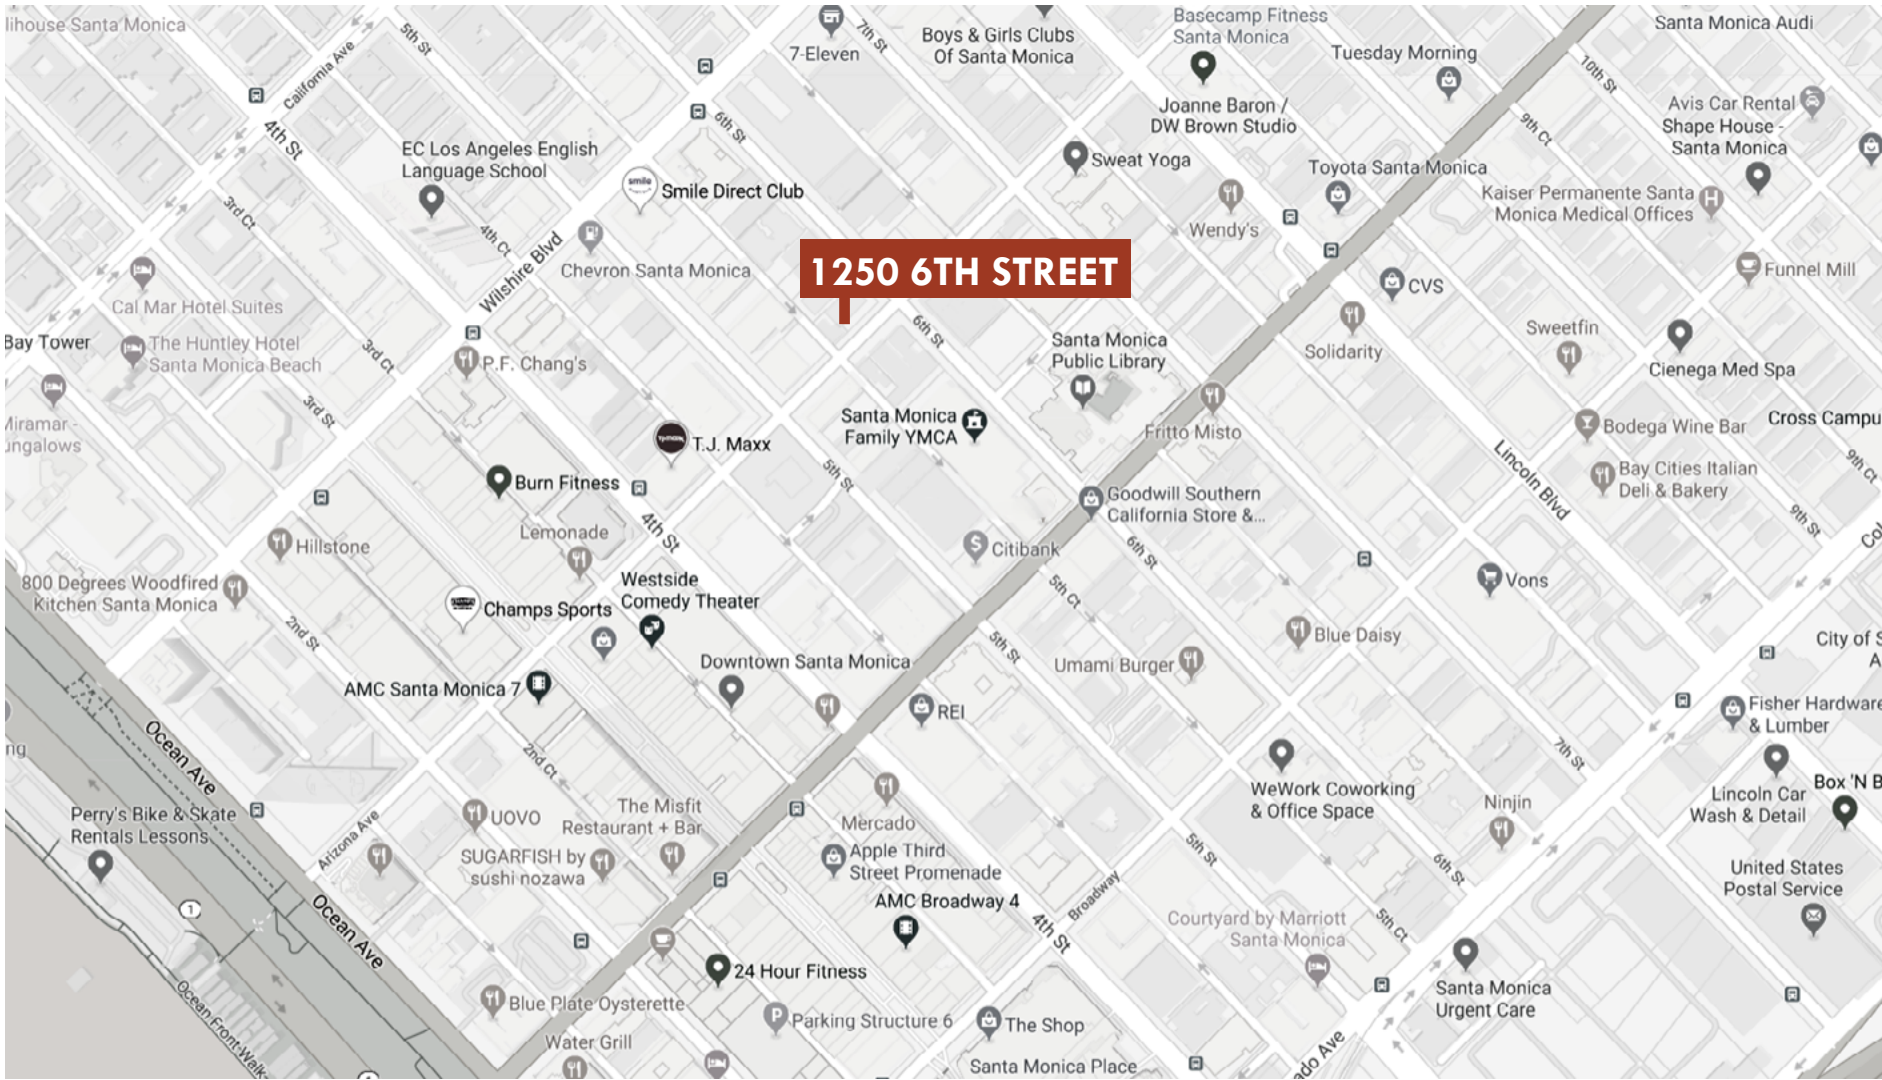 lihouse Santa Monica
California Ave
5th St
7-Eleven
7th St
Boys & Girls Clubs
Of Santa Monica
Basecamp Fitness
Santa Monica
Tuesday Morning
Santa Monica Audi
10th St
4th St
EC Los Angeles English
Language School
6th St
Joanne Baron /
DW Brown Studio
9th Ct
Avis Car Rental
Shape House -
Santa Monica
smile
Smile Direct Club
Sweat Yoga
Toyota Santa Monica
Kaiser Permanente Santa
Monica Medical Offices
H
3rd Ct
4th Ct
Wilshire Blvd
Chevron Santa Monica
Wendy's
1250 6TH STREET
CVS
Funnel Mill
Cal Mar Hotel Suites
Bay Tower
The Huntley Hotel
Santa Monica Beach
3rd Ct
P.F. Chang's
6th St
Santa Monica
Public Library
Solidarity
Sweetfin
Cienega Med Spa
Miramar -
ungalows
3rd St
T.J. Maxx
Santa Monica
Family YMCA
Fritto Misto
Bodega Wine Bar
Cross Campu
Burn Fitness
5th St
Lincoln Blvd
Bay Cities Italian
Deli & Bakery
9th Ct
Goodwill Southern
California Store &...
9th St
Col
Hillstone
Lemonade
4th St
$
Citibank
6th St
800 Degrees Woodfired
Kitchen Santa Monica
Champs Sports
Westside
Comedy Theater
5th Ct
Vons
2nd St
5th St
Blue Daisy
City of S
A
Umami Burger
AMC Santa Monica 7
Downtown Santa Monica
REI
Fisher Hardware
& Lumber
ng
Ocean Ave
2nd Ct
7th St
WeWork Coworking
& Office Space
Lincoln Car
Wash & Detail
Box 'N B
Perry's Bike & Skate
Rentals Lessons
Arizona Ave
UOVO
The Misfit
Restaurant + Bar
Mercado
Ninjin
SUGARFISH by
sushi nozawa
Apple Third
Street Promenade
5th St
6th St
United States
Postal Service
1
Ocean Ave
AMC Broadway 4
Broadway
4th St
Courtyard by Marriott
Santa Monica
5th Ct
24 Hour Fitness
Santa Monica
Urgent Care
Ocean Front Walk
Blue Plate Oysterette
P
Parking Structure 6
The Shop
Water Grill
Santa Monica Place
ado Ave